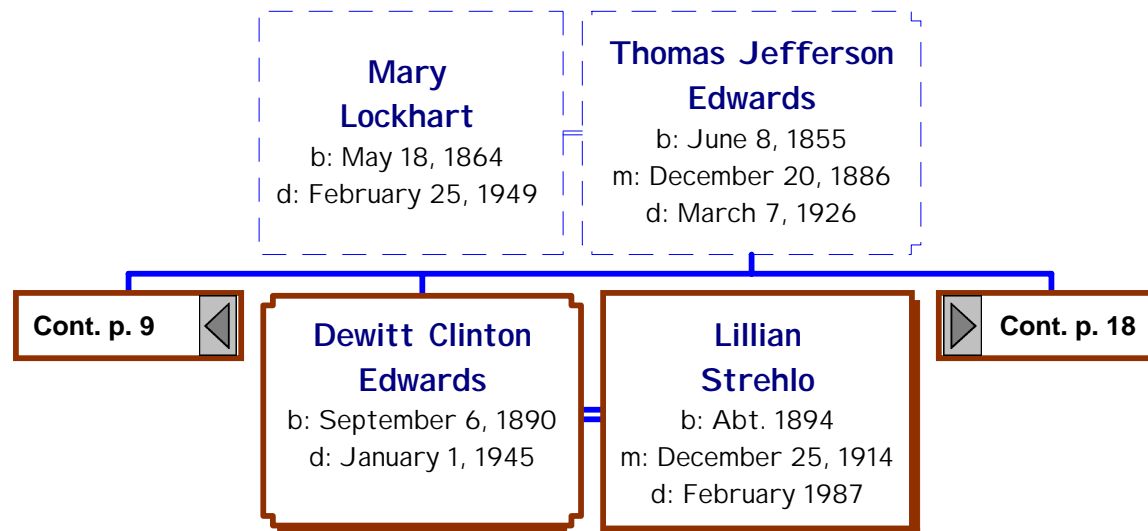 Mary
Lockhart
b: May 18, 1864
d: February 25, 1949
Thomas Jefferson
Edwards
b: June 8, 1855
m: December 20, 1886
d: March 7, 1926
Cont. p. 9
Dewitt Clinton
Edwards
b: September 6, 1890
d: January 1, 1945
Lillian
Strehlo
b: Abt. 1894
m: December 25, 1914
d: February 1987
Cont. p. 18